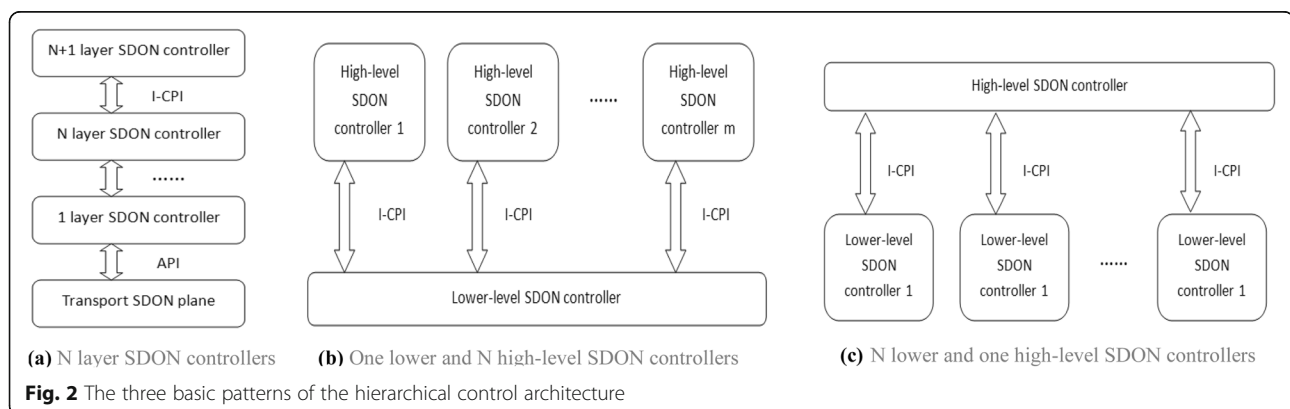 N+1 layer SDON controller
I-CPI
N layer SDON controller
......
1 layer SDON controller
API
Transport SDON plane
(a) N layer SDON controllers
High-level
SDON
controller 1
High-level
SDON
controller 2
......
High-level
SDON
controller m
I-CPI
I-CPI
I-CPI
Lower-level SDON controller
(b) One lower and N high-level SDON controllers
High-level SDON controller
I-CPI
I-CPI
I-CPI
Lower-level
SDON
controller 1
Lower-level
SDON
controller 1
......
Lower-level
SDON
controller 1
(c) N lower and one high-level SDON controllers
Fig. 2 The three basic patterns of the hierarchical control architecture